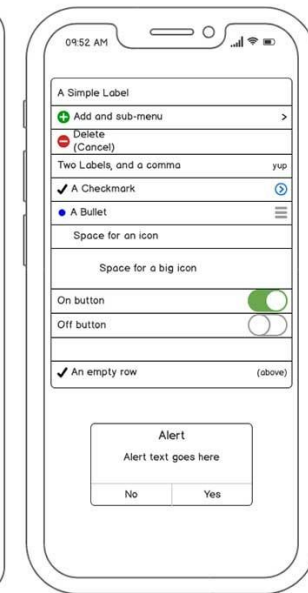 09:52 AM
A Simple Label
Add and sub-menu
Delete
(Cancel)
Two Labels, and a comma yup
A Checkmark
A Bullet
Space for an icon
Space for a big icon
On button
Off button
An empty row (above)
Alert
Alert text goes here
No Yes